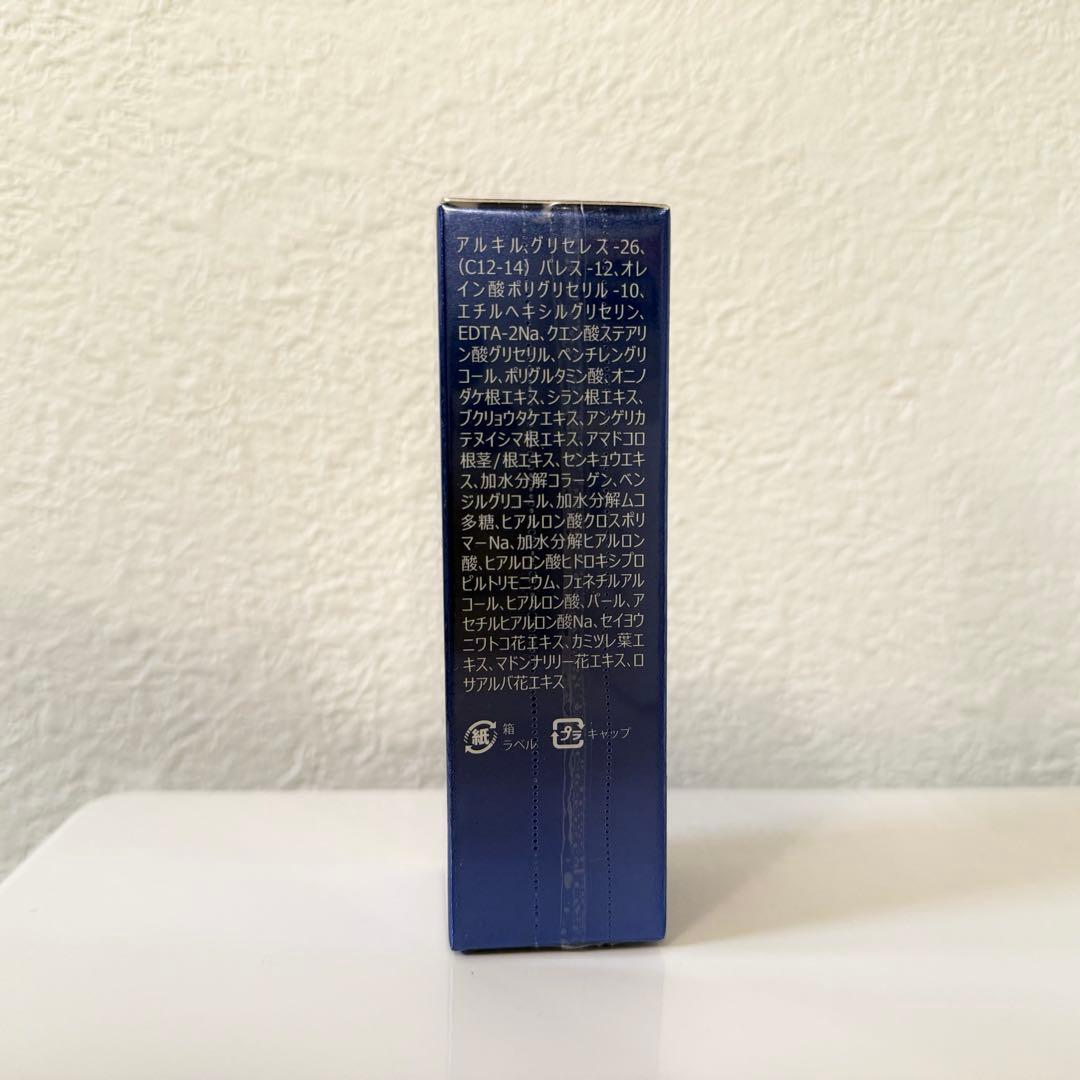 アルキル、グリセレス-26、
(C12-14) パレス-12、オレ
イン酸ポリグリセリル-10、
エチルヘキシルグリセリン、
EDTA-2Na、クエン酸ステアリ
ン酸グリセリル、ペンチレングリ
コール、ポリグルタミン酸、オニノ
ダケ根エキス、シラン根エキス、
ブクリョウタケエキス、アンゲリカ
テヌイシマ根エキス、アマドコロ
根茎/根エキス、センキュウエキ
ス、加水分解コラーゲン、ベン
ジルグリコール、加水分解ムコ
多糖、ヒアルロン酸クロスポリ
マーNa、加水分解ヒアルロン
酸、ヒアルロン酸ヒドロキシプロ
ピルトリモニウム、フェネチルアル
コール、ヒアルロン酸、パール、ア
セチルヒアルロン酸Na、セイヨウ
ニワトコ花エキス、カミツレ葉エ
キス、マドンナリリー花エキス、ロ
サアルバ花エキス
紙 箱 プラ キャップ
ラベル